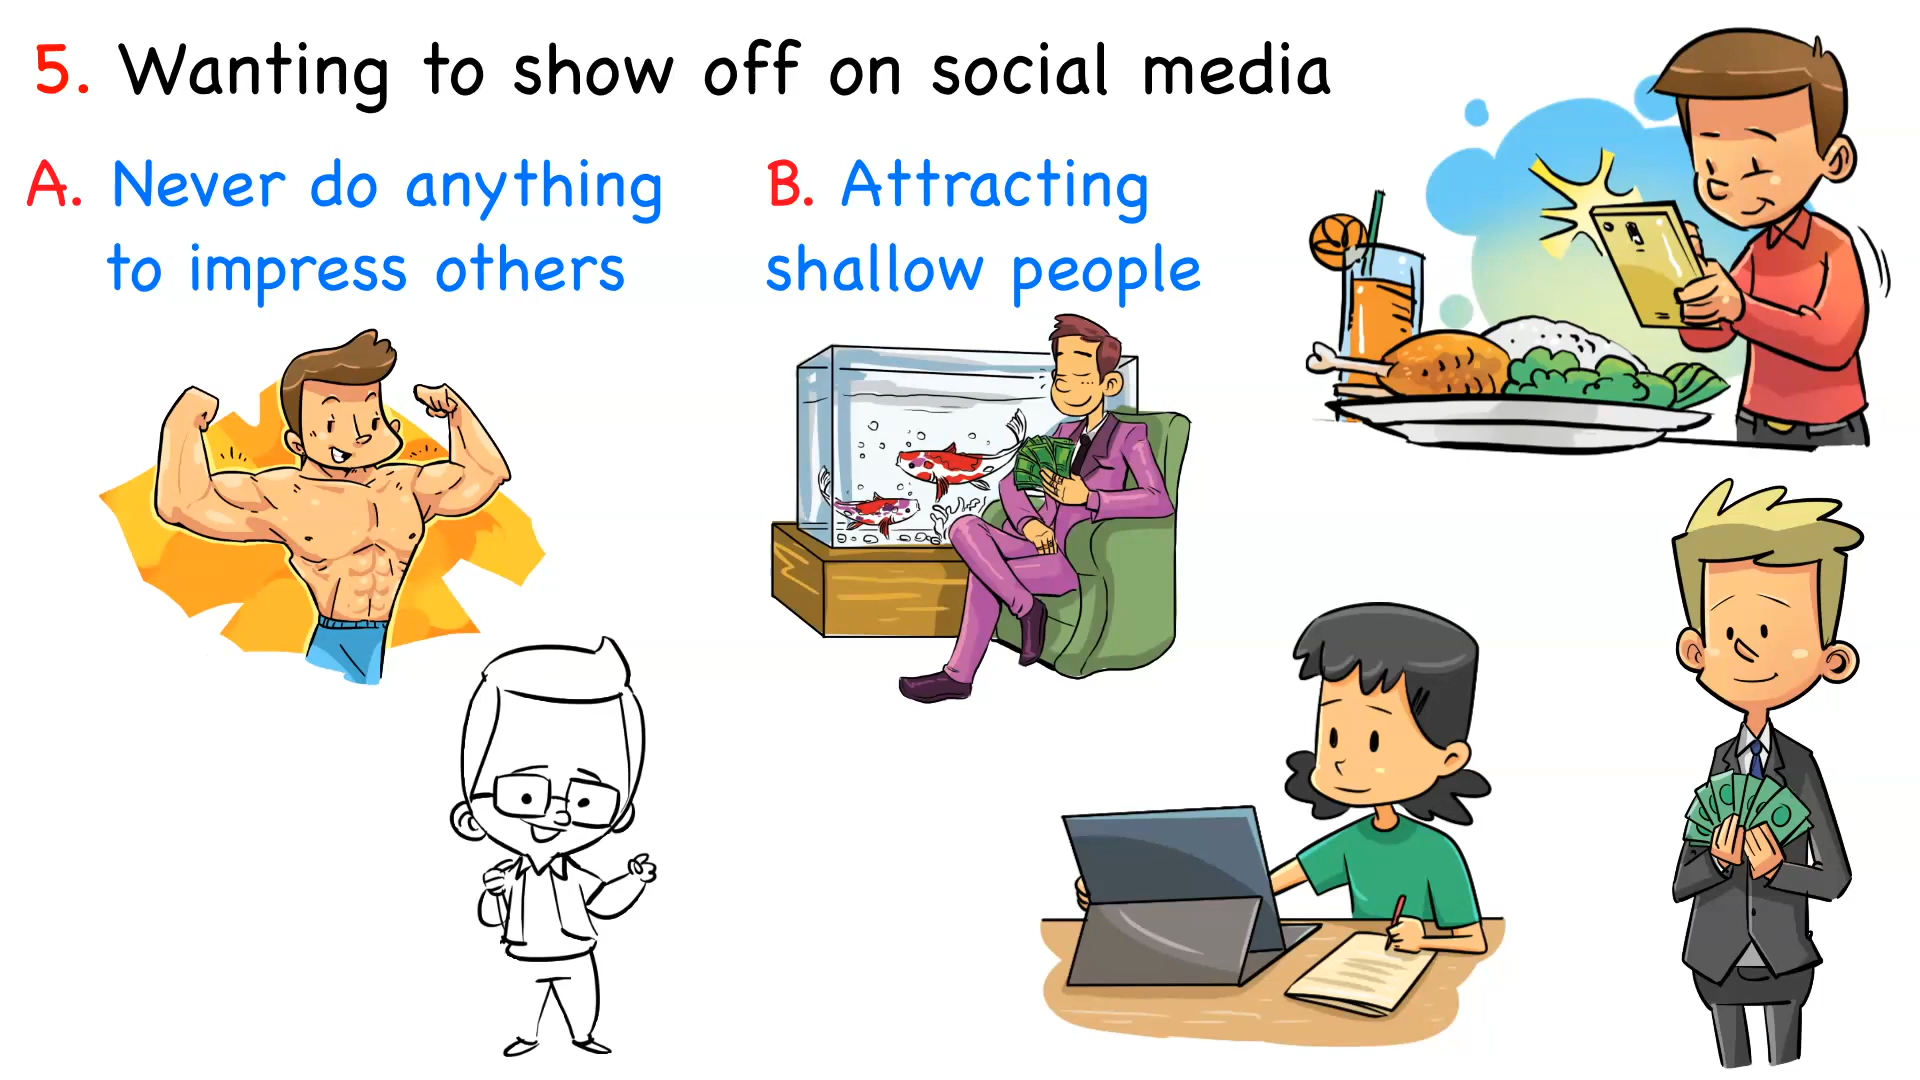 5. Wanting to show off on social media
A. Never do anything
to impress others
B. Attracting
shallow people